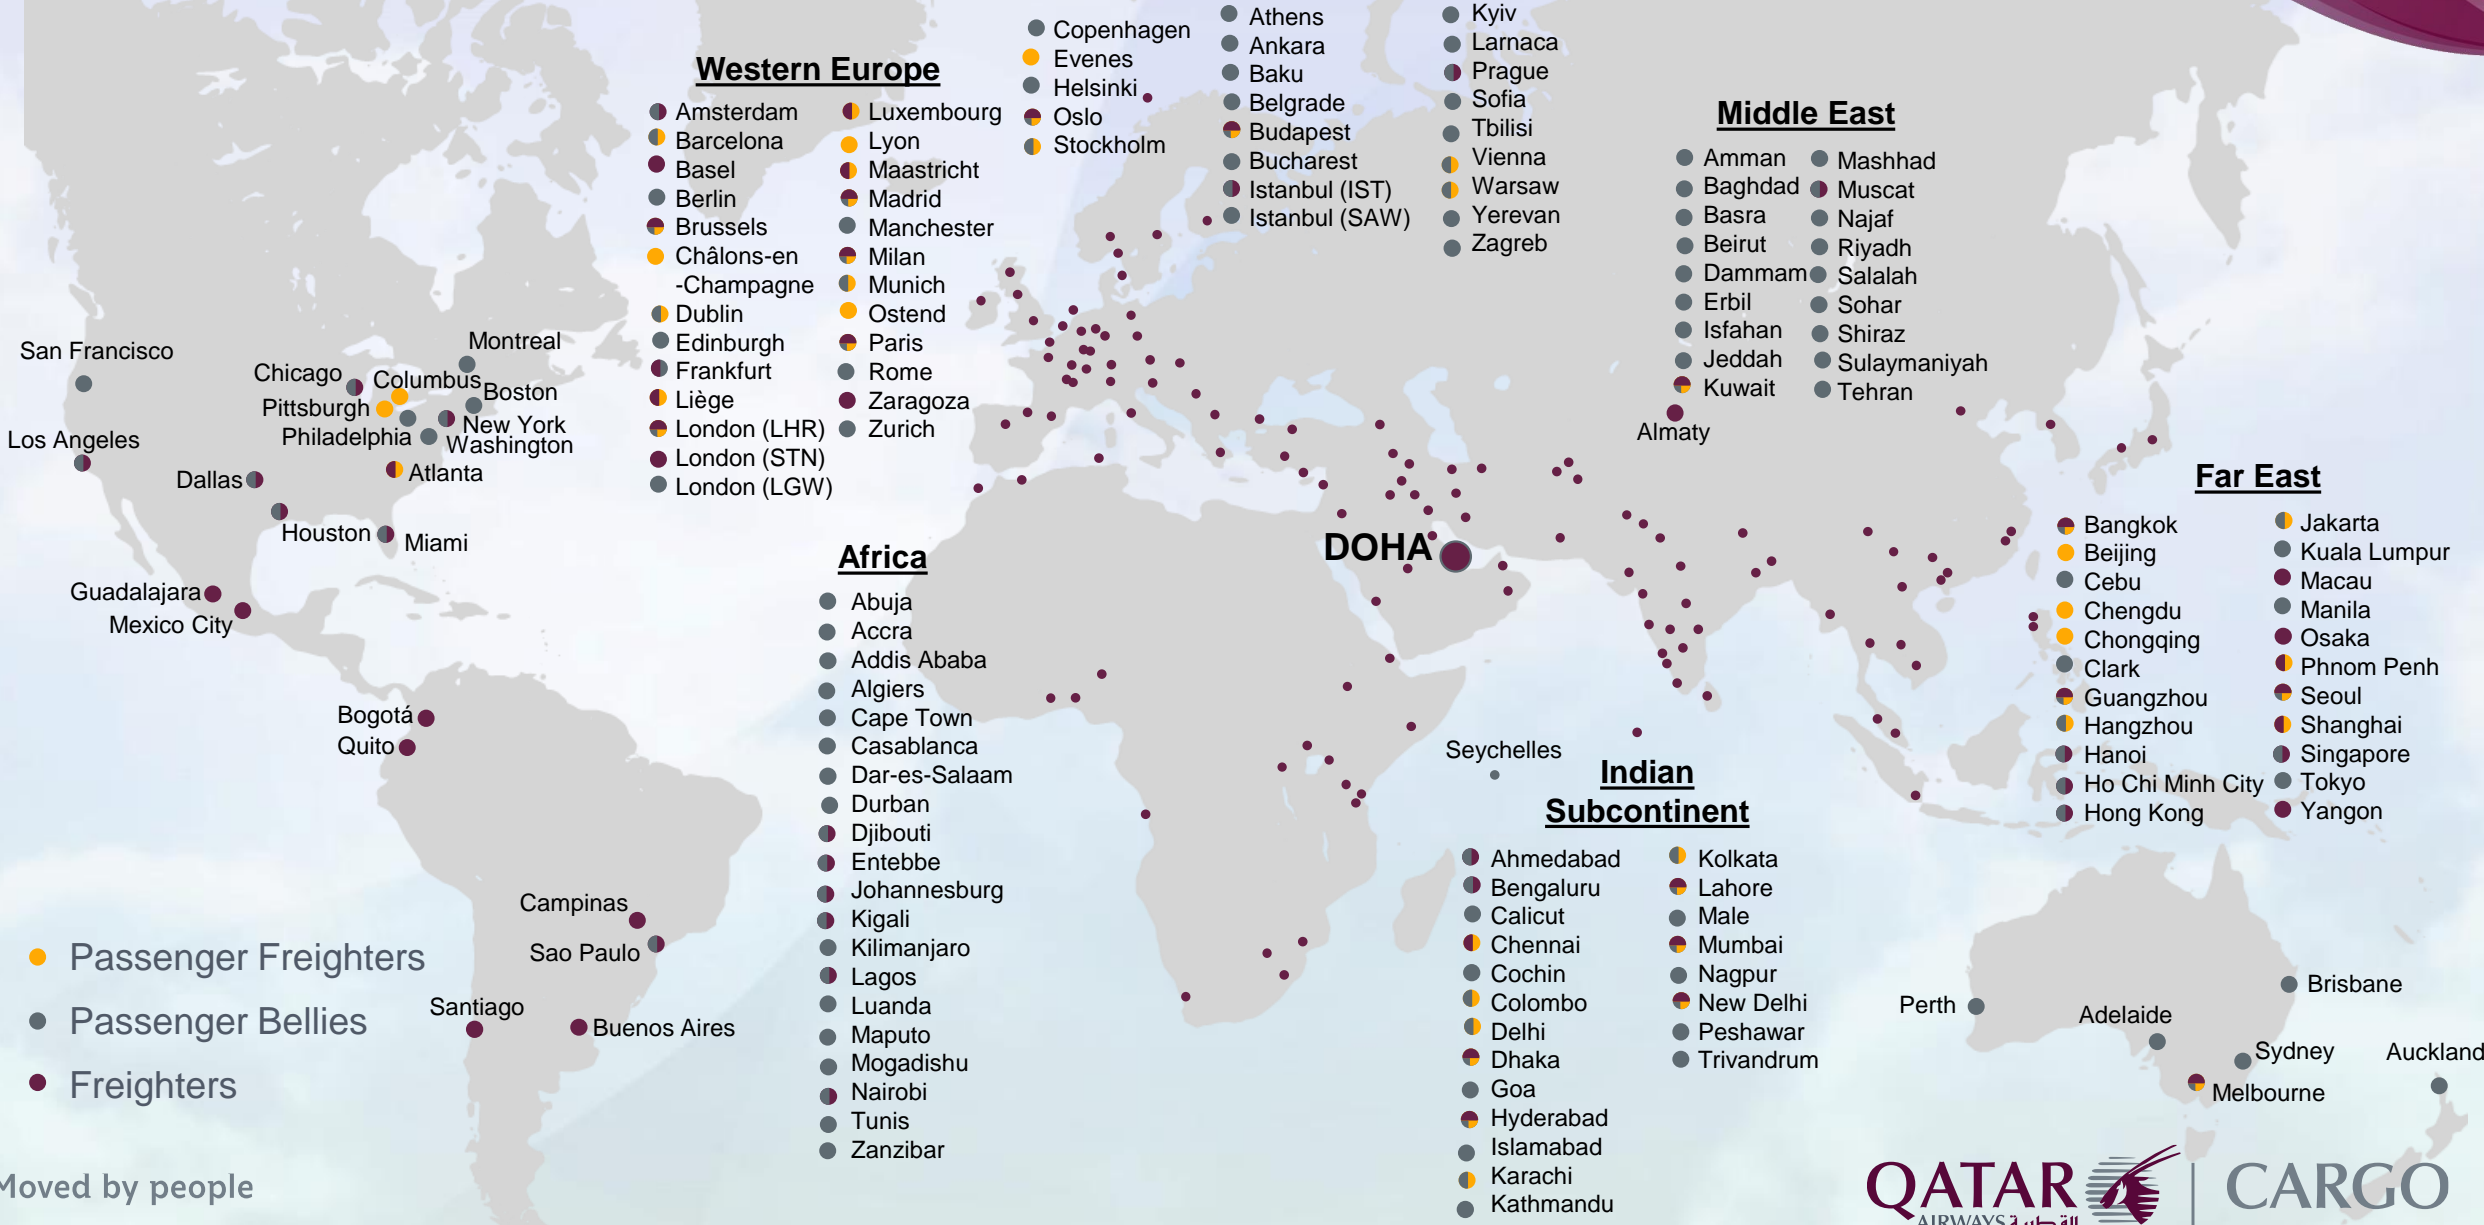 Copenhagen
Evenes
Helsinki
Oslo
Stockholm
Athens
Ankara
Baku
Belgrade
Budapest
Bucharest
Istanbul (IST)
Istanbul (SAW)
Kyiv
Larnaca
Prague
Sofia
Tbilisi
Vienna
Warsaw
Yerevan
Zagreb
Western Europe
Amsterdam
Barcelona
Basel
Berlin
Brussels
Châlons-en
-Champagne
Dublin
Edinburgh
Frankfurt
Liège
London (LHR)
London (STN)
London (LGW)
Luxembourg
Lyon
Maastricht
Madrid
Manchester
Milan
Munich
Ostend
Paris
Rome
Zaragoza
Zurich
Middle East
Amman
Baghdad
Basra
Beirut
Dammam
Erbil
Isfahan
Jeddah
Kuwait
Mashhad
Muscat
Najaf
Riyadh
Salalah
Sohar
Shiraz
Sulaymaniyah
Tehran
Almaty
San Francisco
Los Angeles
Chicago
Columbus
Montreal
Boston
Pittsburgh
New York
Philadelphia
Washington
Dallas
Atlanta
Houston
Miami
Guadalajara
Mexico City
Bogotá
Quito
Campinas
Sao Paulo
Santiago
Buenos Aires
DOHA
Africa
Abuja
Accra
Addis Ababa
Algiers
Cape Town
Casablanca
Dar-es-Salaam
Durban
Djibouti
Entebbe
Johannesburg
Kigali
Kilimanjaro
Lagos
Luanda
Maputo
Mogadishu
Nairobi
Tunis
Zanzibar
Seychelles
Indian
Subcontinent
Ahmedabad
Bengaluru
Calicut
Chennai
Cochin
Colombo
Delhi
Dhaka
Goa
Hyderabad
Islamabad
Karachi
Kathmandu
Kolkata
Lahore
Male
Mumbai
Nagpur
New Delhi
Peshawar
Trivandrum
Far East
Bangkok
Beijing
Cebu
Chengdu
Chongqing
Clark
Guangzhou
Hangzhou
Hanoi
Ho Chi Minh City
Hong Kong
Jakarta
Kuala Lumpur
Macau
Manila
Osaka
Phnom Penh
Seoul
Shanghai
Singapore
Tokyo
Yangon
Perth
Adelaide
Brisbane
Sydney
Melbourne
Auckland
Passenger Freighters
Passenger Bellies
Freighters
Moved by people
QATAR
AIRWAYS القطرية
CARGO